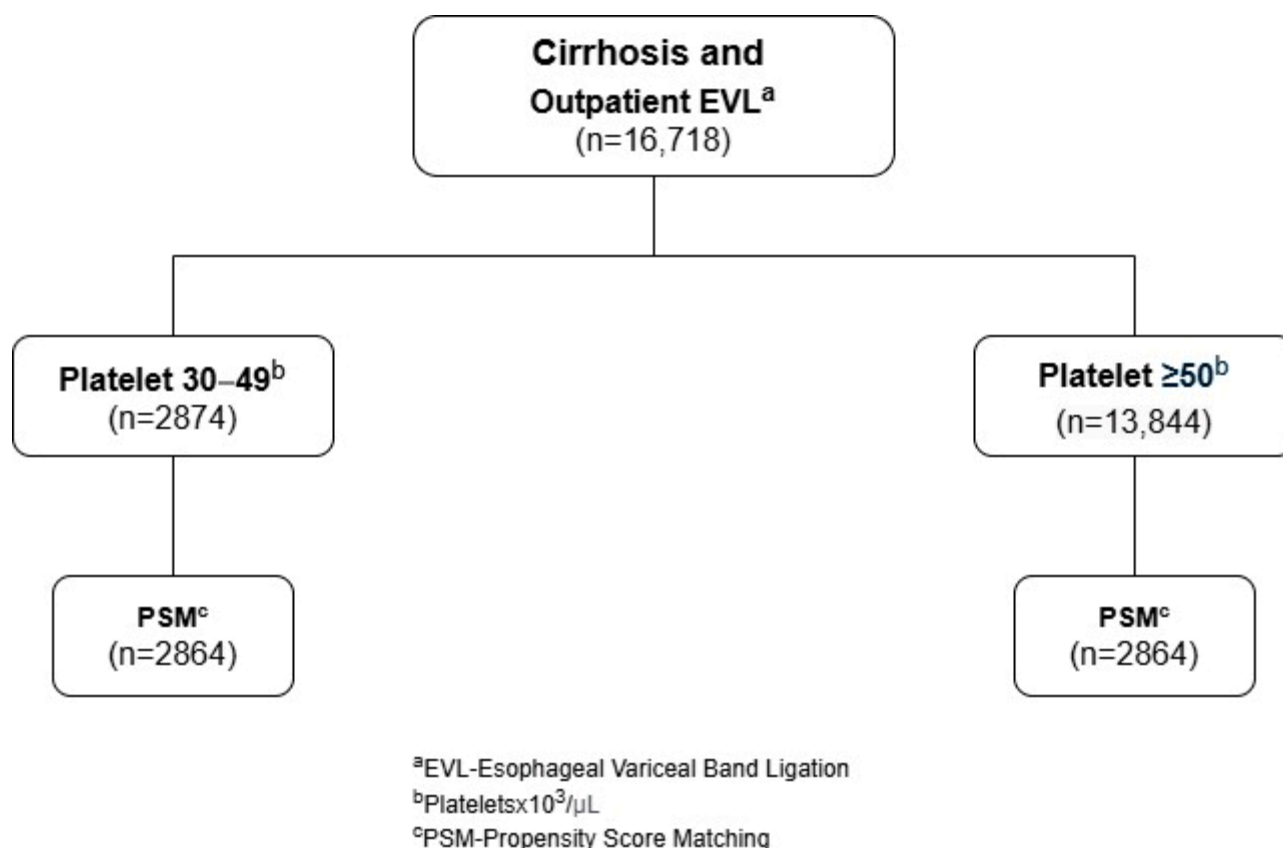 Cirrhosis and
Outpatient EVLᵃ
(n=16,718)
Platelet 30–49ᵇ
(n=2874)
Platelet ≥50ᵇ
(n=13,844)
PSMᶜ
(n=2864)
PSMᶜ
(n=2864)
ᵃEVL-Esophageal Variceal Band Ligation
ᵇPlateletsx10³/µL
ᶜPSM-Propensity Score Matching